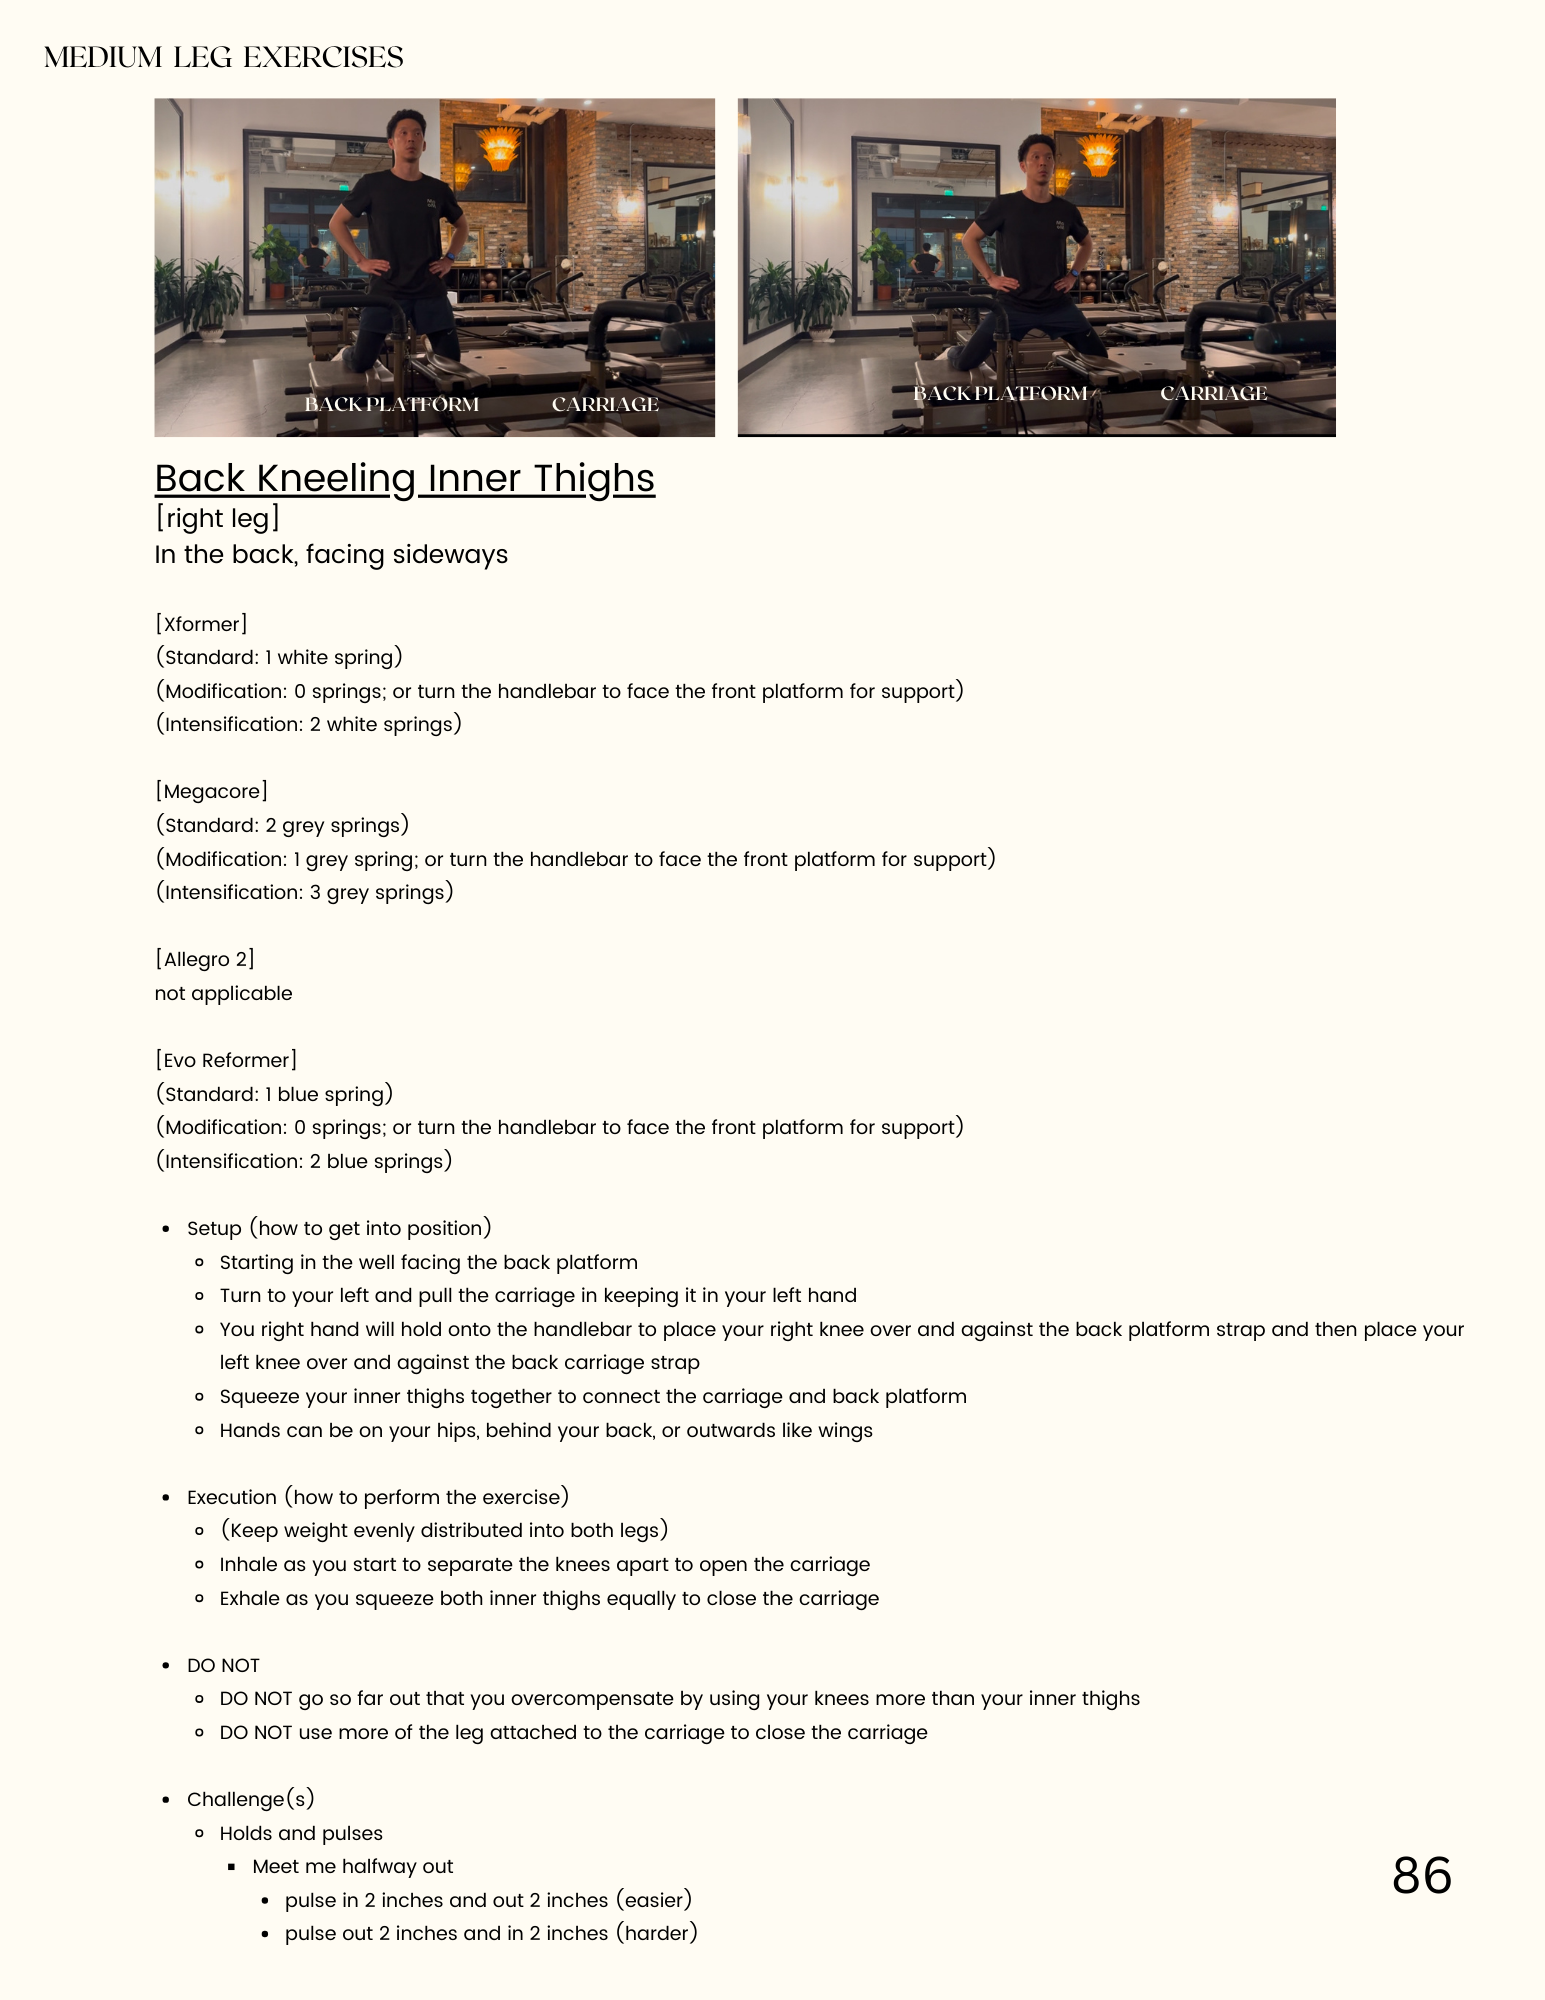 MEDIUM LEG EXERCISES
BACK PLATFORM
CARRIAGE
BACK PLATFORM
CARRIAGE
Back Kneeling Inner Thighs
[right leg]
In the back, facing sideways
[Xformer]
(Standard: 1 white spring)
(Modification: 0 springs; or turn the handlebar to face the front platform for support)
(Intensification: 2 white springs)
[Megacore]
(Standard: 2 grey springs)
(Modification: 1 grey spring; or turn the handlebar to face the front platform for support)
(Intensification: 3 grey springs)
[Allegro 2]
not applicable
[Evo Reformer]
(Standard: 1 blue spring)
(Modification: 0 springs; or turn the handlebar to face the front platform for support)
(Intensification: 2 blue springs)
• Setup (how to get into position)
◦ Starting in the well facing the back platform
◦ Turn to your left and pull the carriage in keeping it in your left hand
◦ You right hand will hold onto the handlebar to place your right knee over and against the back platform strap and then place your
left knee over and against the back carriage strap
◦ Squeeze your inner thighs together to connect the carriage and back platform
◦ Hands can be on your hips, behind your back, or outwards like wings
• Execution (how to perform the exercise)
◦ (Keep weight evenly distributed into both legs)
◦ Inhale as you start to separate the knees apart to open the carriage
◦ Exhale as you squeeze both inner thighs equally to close the carriage
• DO NOT
◦ DO NOT go so far out that you overcompensate by using your knees more than your inner thighs
◦ DO NOT use more of the leg attached to the carriage to close the carriage
• Challenge(s)
◦ Holds and pulses
▪ Meet me halfway out
• pulse in 2 inches and out 2 inches (easier)
• pulse out 2 inches and in 2 inches (harder)
86